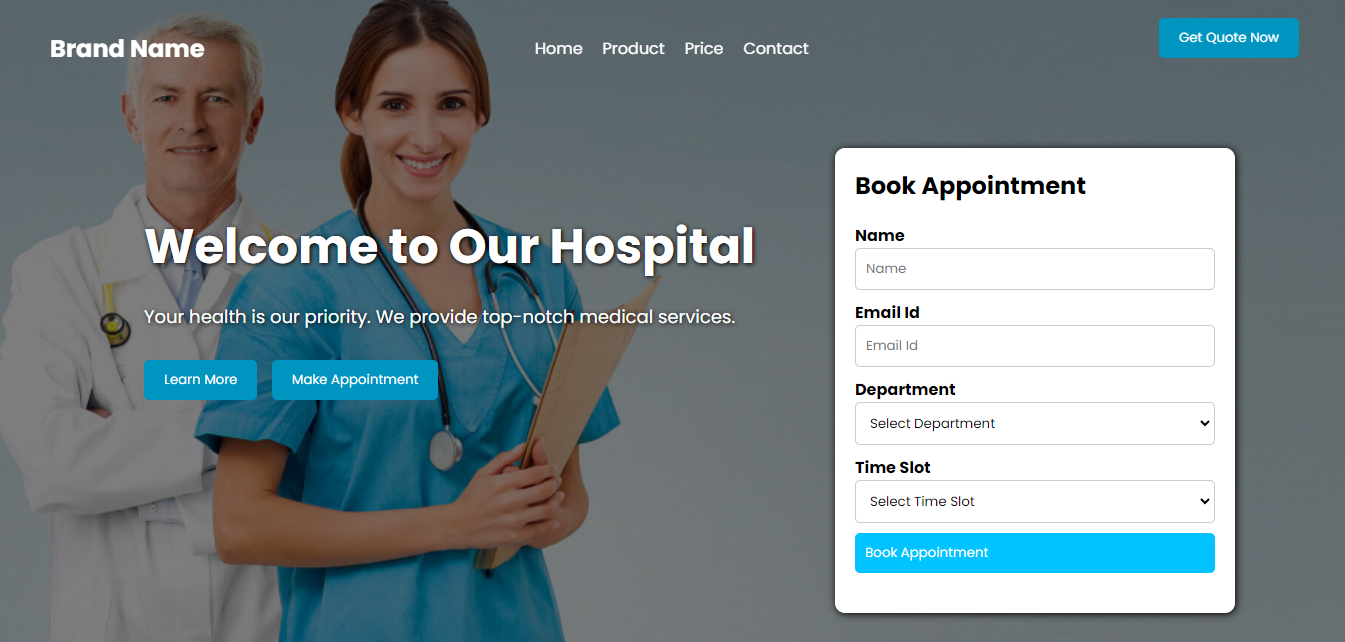 Brand Name
Home Product Price Contact
Get Quote Now
Welcome to Our Hospital
Your health is our priority. We provide top-notch medical services.
Learn More
Make Appointment
Book Appointment
Name
Name
Email Id
Email Id
Department
Select Department
Time Slot
Select Time Slot
Book Appointment